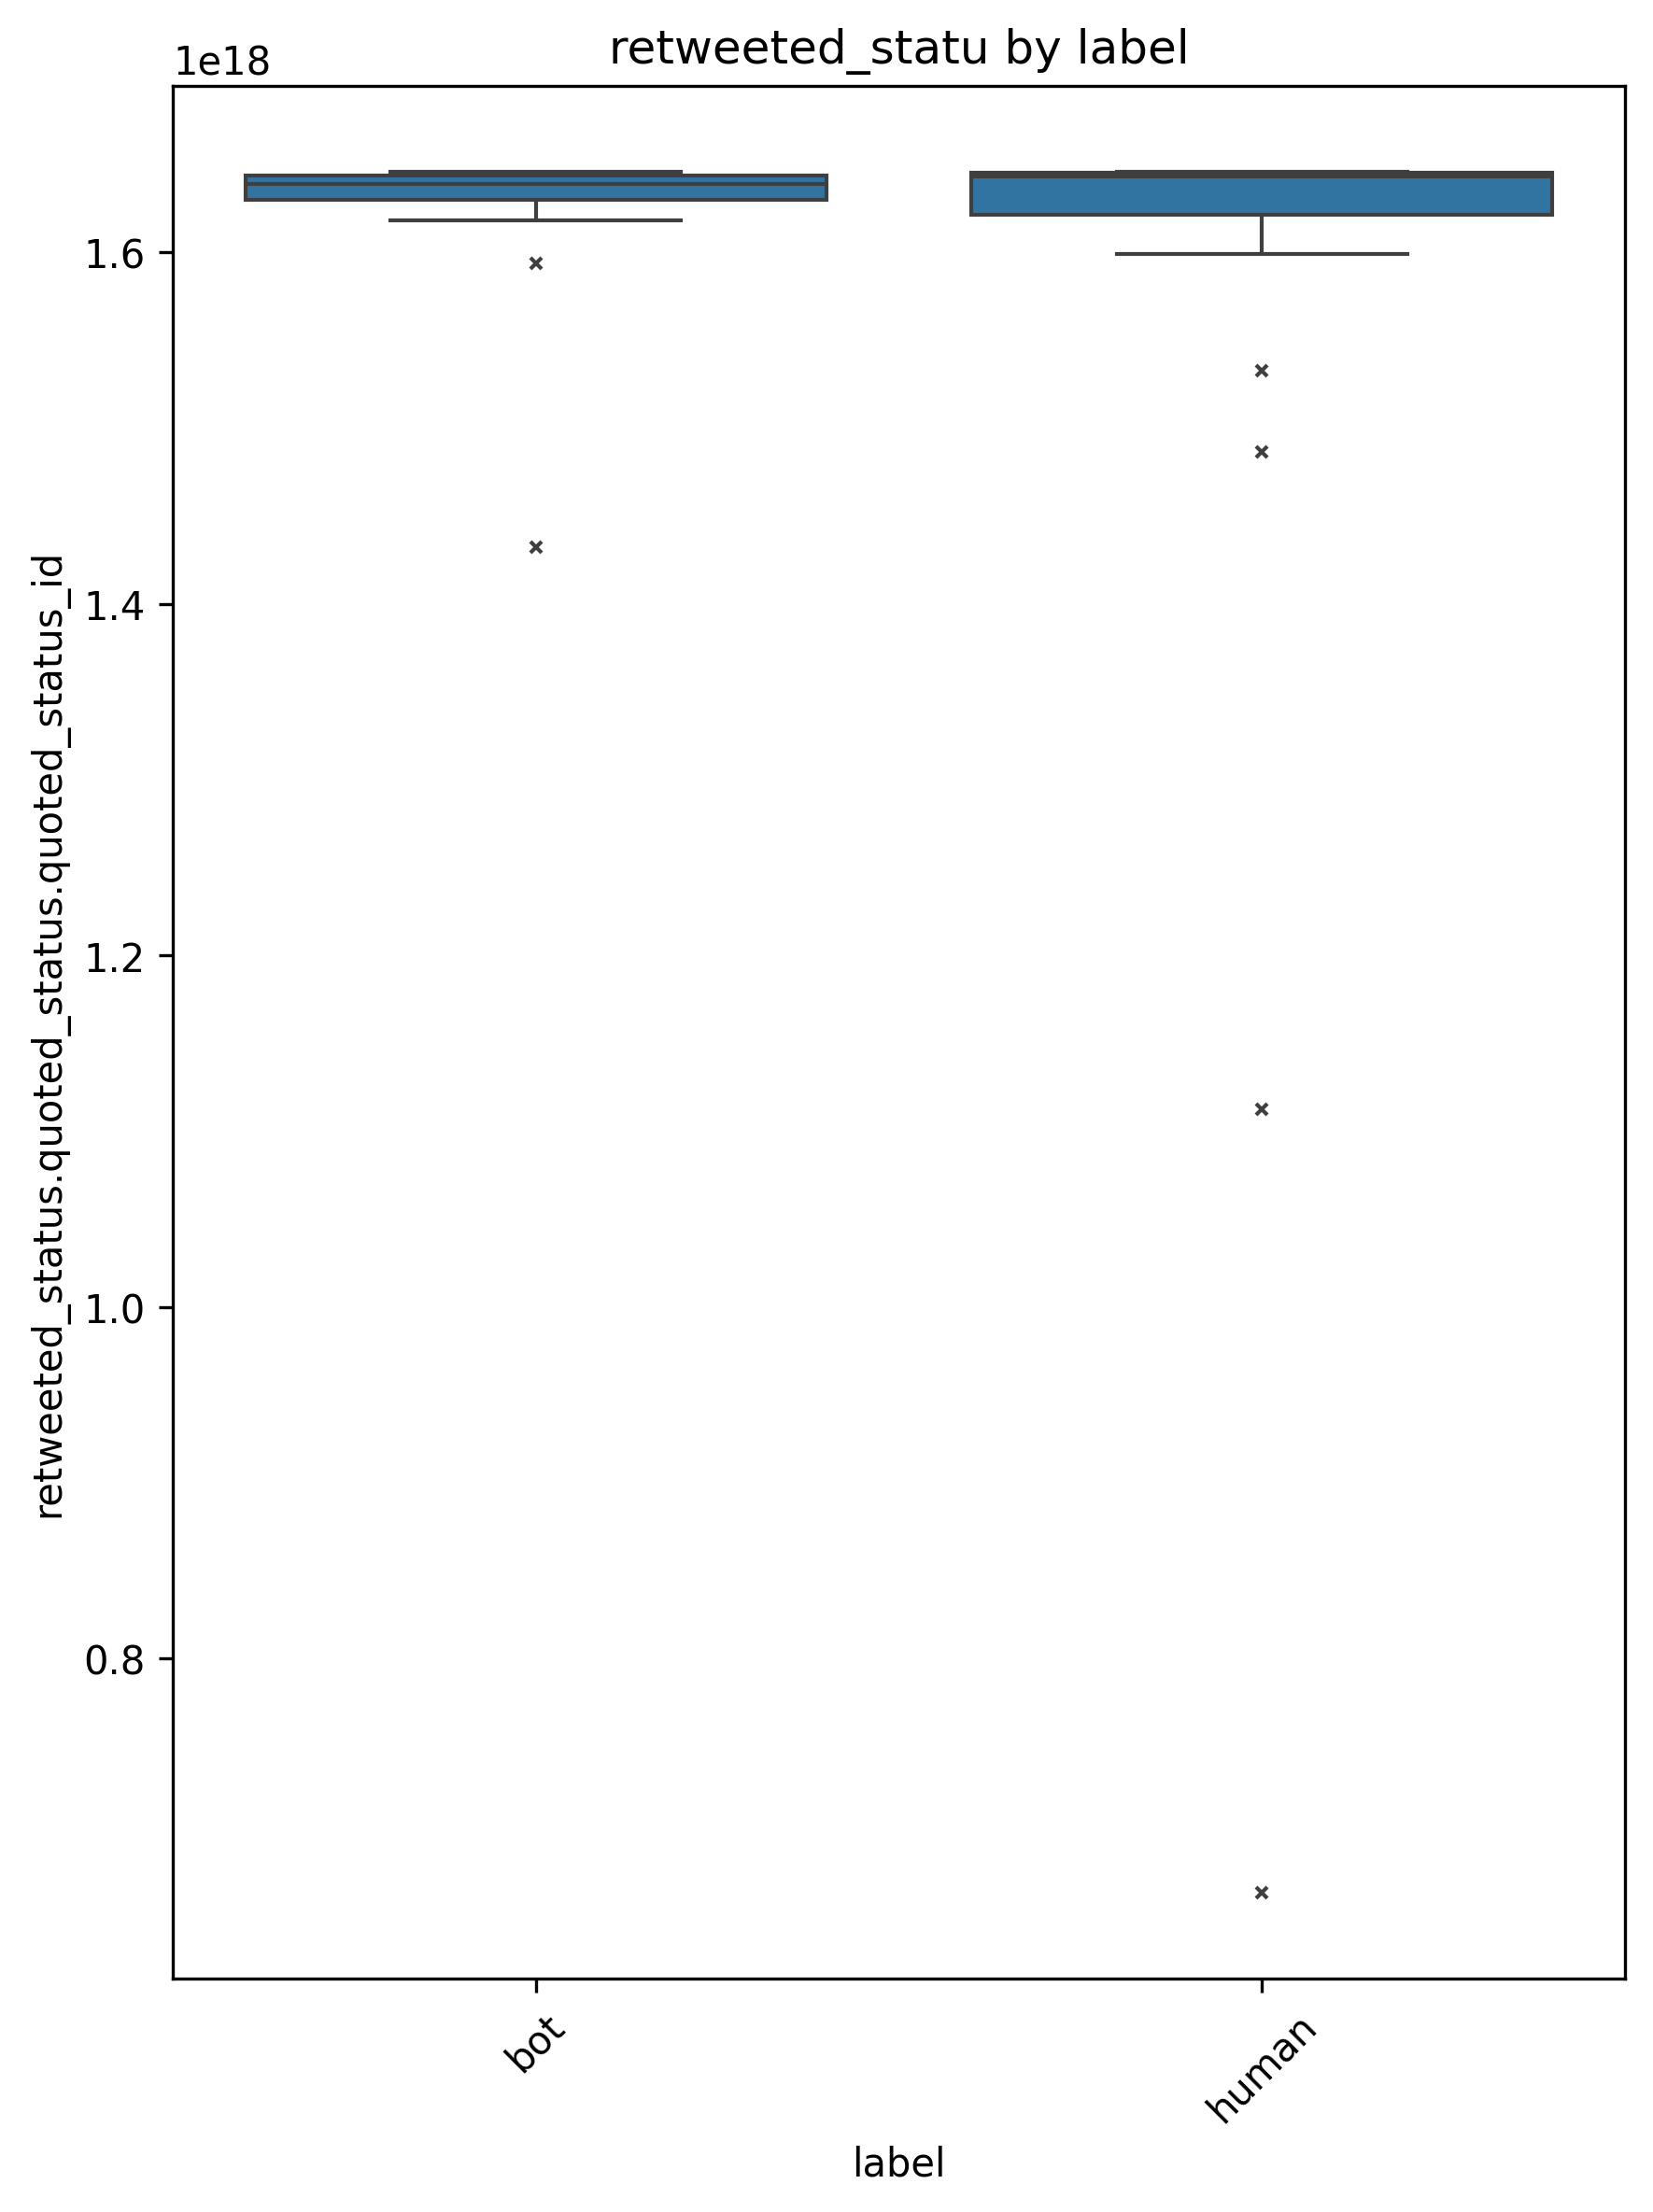 retweeted_statu by label
1e18
1.6
1.4
1.2
1.0
0.8
retweeted_status.quoted_status.quoted_status_id
bot
human
label